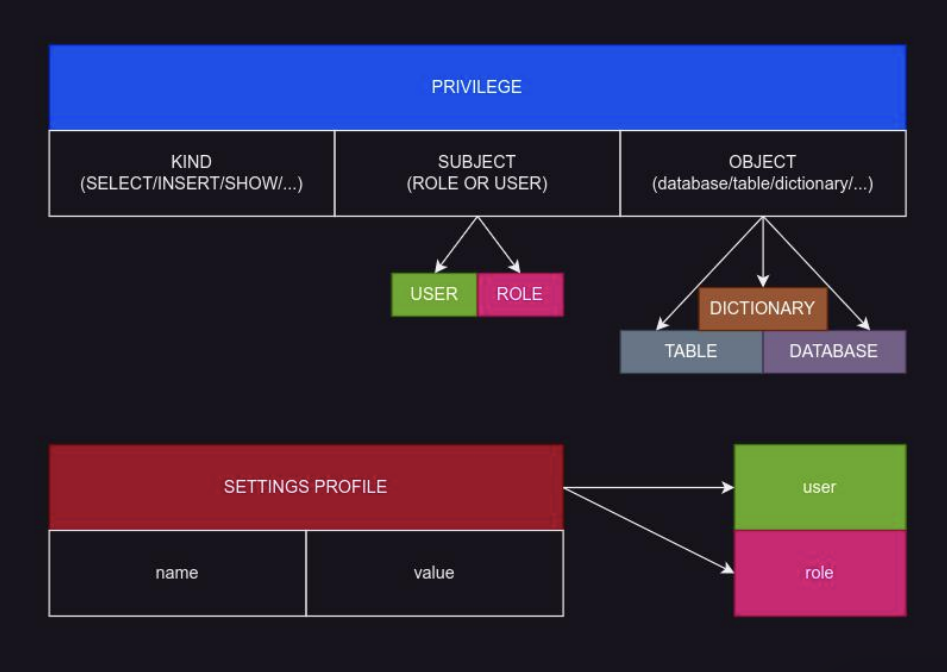 PRIVILEGE
KIND
(SELECT/INSERT/SHOW/...)
SUBJECT
(ROLE OR USER)
OBJECT
(database/table/dictionary/...)
USER
ROLE
DICTIONARY
TABLE
DATABASE
SETTINGS PROFILE
name
value
user
role